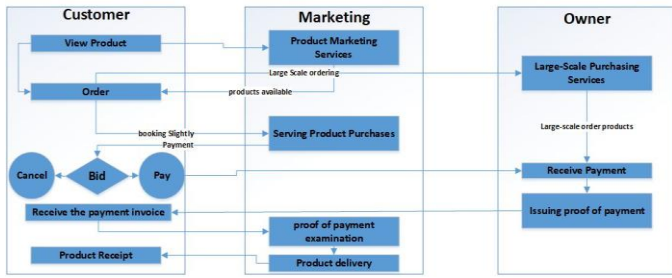 Customer
Marketing
Owner
View Product
Product Marketing
Services
Large Scale ordering
Large-Scale Purchasing
Services
Order
products available
booking Slightly
Serving Product Purchases
Large-scale order products
Payment
Cancel
Bid
Pay
Receive Payment
Receive the payment invoice
Issuing proof of payment
proof of payment
examination
Product Receipt
Product delivery